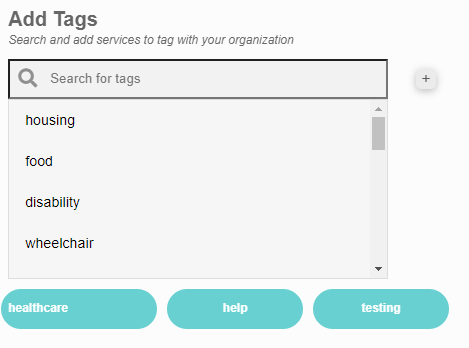 Add Tags
Search and add services to tag with your organization
Search for tags
+
housing
food
disability
wheelchair
healthcare help testing